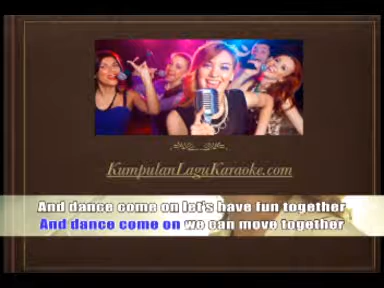 KumpulanLaguKaraoke.com
And dance come on let's have fun together
And dance come on we can move together